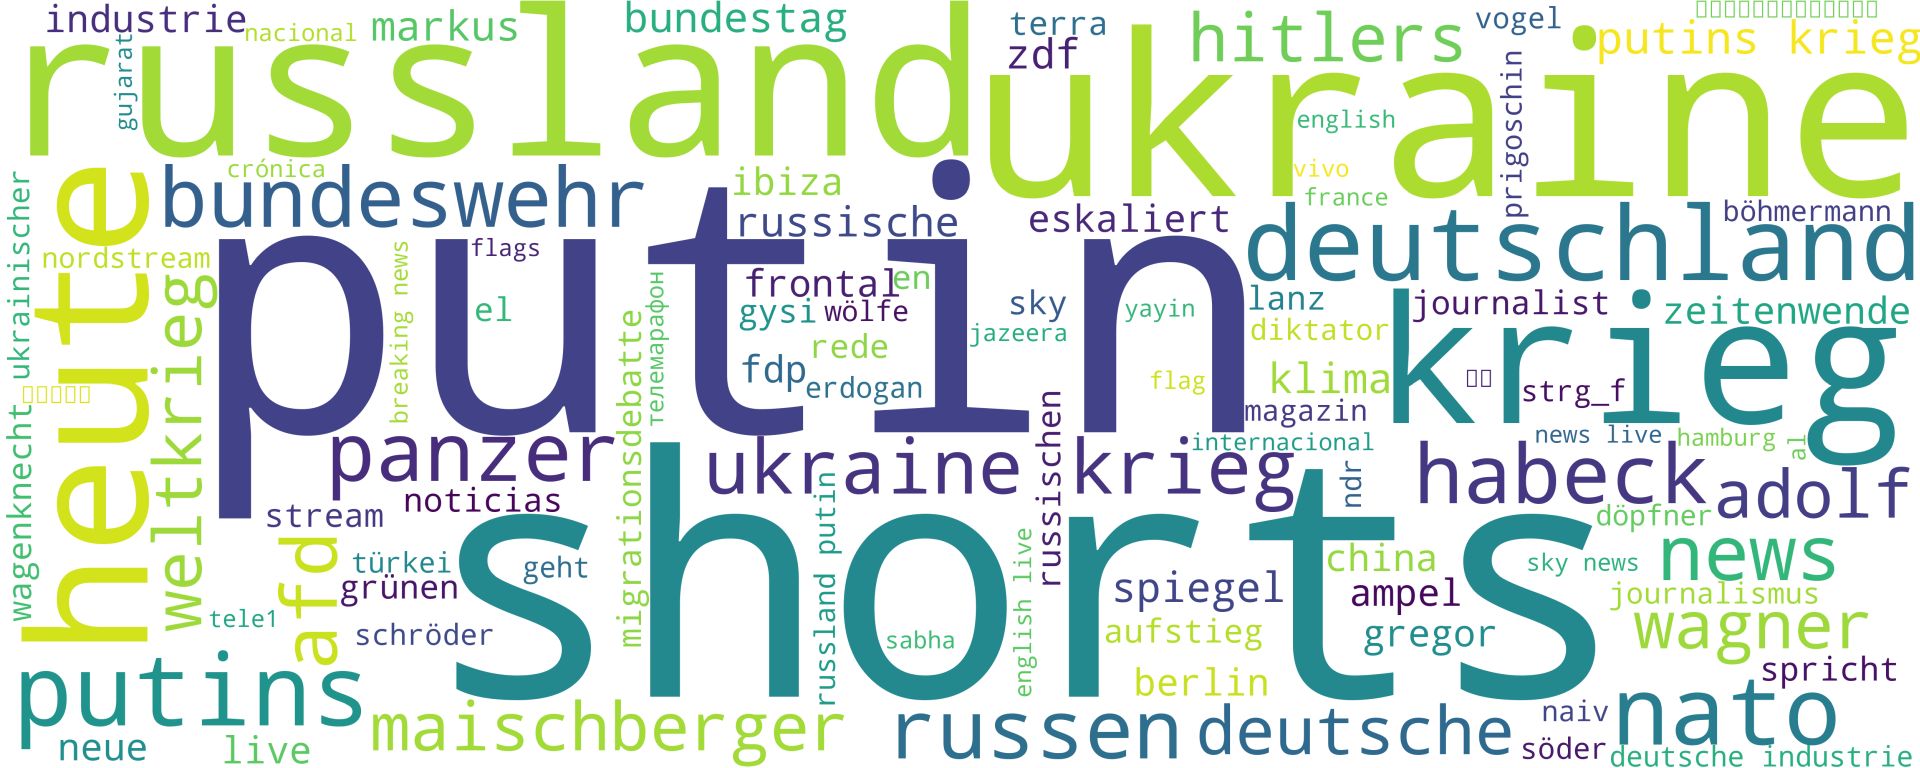 industrie
nacional
markus
bundestag
terra
zdf
hitlers
vogel
putins krieg
russland
ukraine
gujarat
english
prigoschin
crónica
vivo
france
heute
bundeswehr
ibiza
russische
eskaliert
deutschland
böhmermann
ukrainischer
nordstream
weltkrieg
putin
flags
breaking news
el
frontal
en
gysi
wölfe
rede
fdp
erdogan
телемарафон
migrationsdebatte
sky
jazeera
yayin
flag
lanz
diktator
klima
magazin
journalist
zeitenwende
krieg
strg_f
internacional
news live
hamburg
al
wagenknecht
panzer
noticias
stream
ukraine krieg
russischen
ndr
habeck
adolf
afd
türkei
grünen
geht
tele1
schröder
shorts
russland putin
sabha
english live
spiegel
aufstieg
berlin
china
ampel
gregor
döpfner
sky news
news
journalismus
wagner
spricht
putins
neue
live
maischberger
russen
deutsche
naiv
söder
nato
deutsche industrie